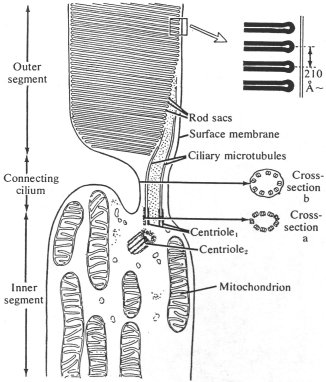 Outer
segment
210
Å ~
Rod sacs
Surface membrane
Ciliary microtubules
Connecting
cilium
Cross-
section
b
Cross-
section
a
Centriole₁
Centriole₂
Inner
segment
Mitochondrion